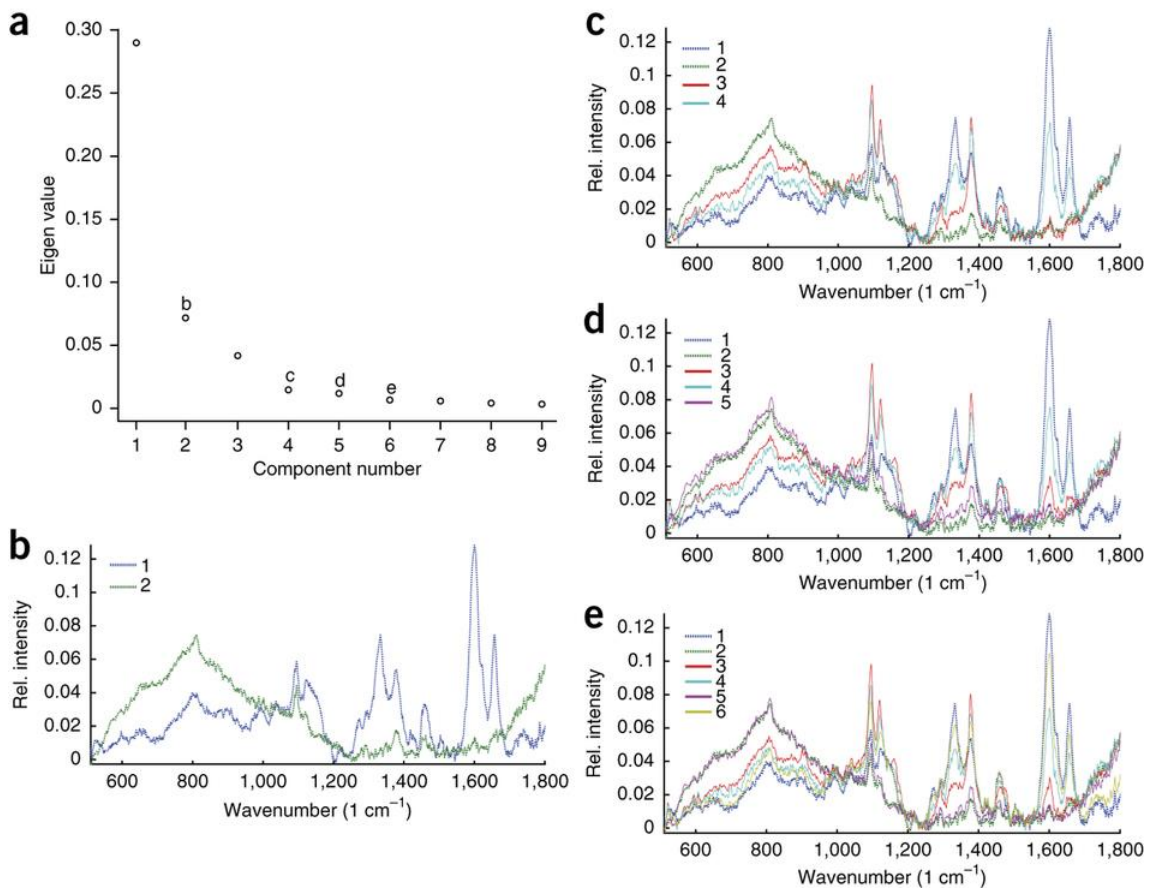 a
0.30
0.25
0.20
0.15
0.10
0.05
0
Eigen value
b
c
d
e
1 2 3 4 5 6 7 8 9
Component number
b
1
2
0.12
0.1
0.08
0.06
0.04
0.02
0
Rel. intensity
600 800 1,000 1,200 1,400 1,600 1,800
Wavenumber (1 cm⁻¹)
c
1
2
3
4
0.12
0.1
0.08
0.06
0.04
0.02
0
Rel. intensity
600 800 1,000 1,200 1,400 1,600 1,800
Wavenumber (1 cm⁻¹)
d
1
2
3
4
5
0.12
0.1
0.08
0.06
0.04
0.02
0
Rel. intensity
600 800 1,000 1,200 1,400 1,600 1,800
Wavenumber (1 cm⁻¹)
e
1
2
3
4
5
6
0.12
0.1
0.08
0.06
0.04
0.02
0
Rel. intensity
600 800 1,000 1,200 1,400 1,600 1,800
Wavenumber (1 cm⁻¹)